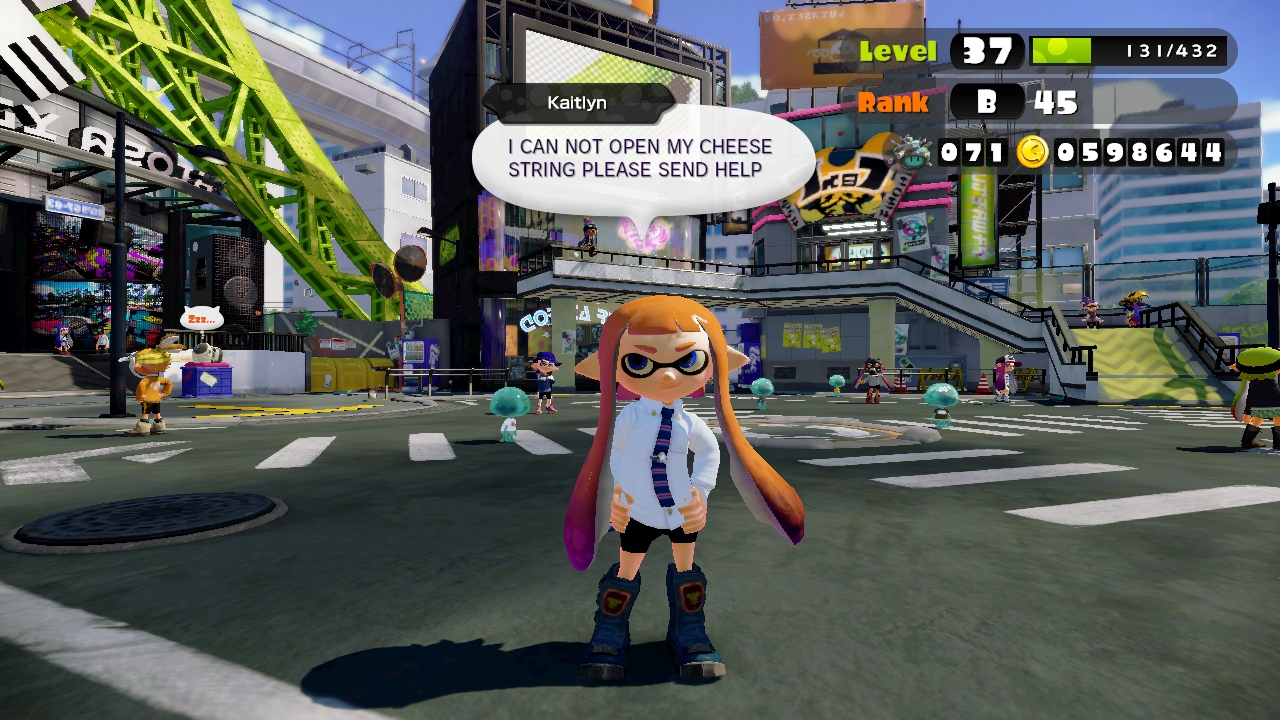 Level 37 131/432
Kaitlyn
Rank B 45
I CAN NOT OPEN MY CHEESE
STRING PLEASE SEND HELP
071 0598644
Zzz...